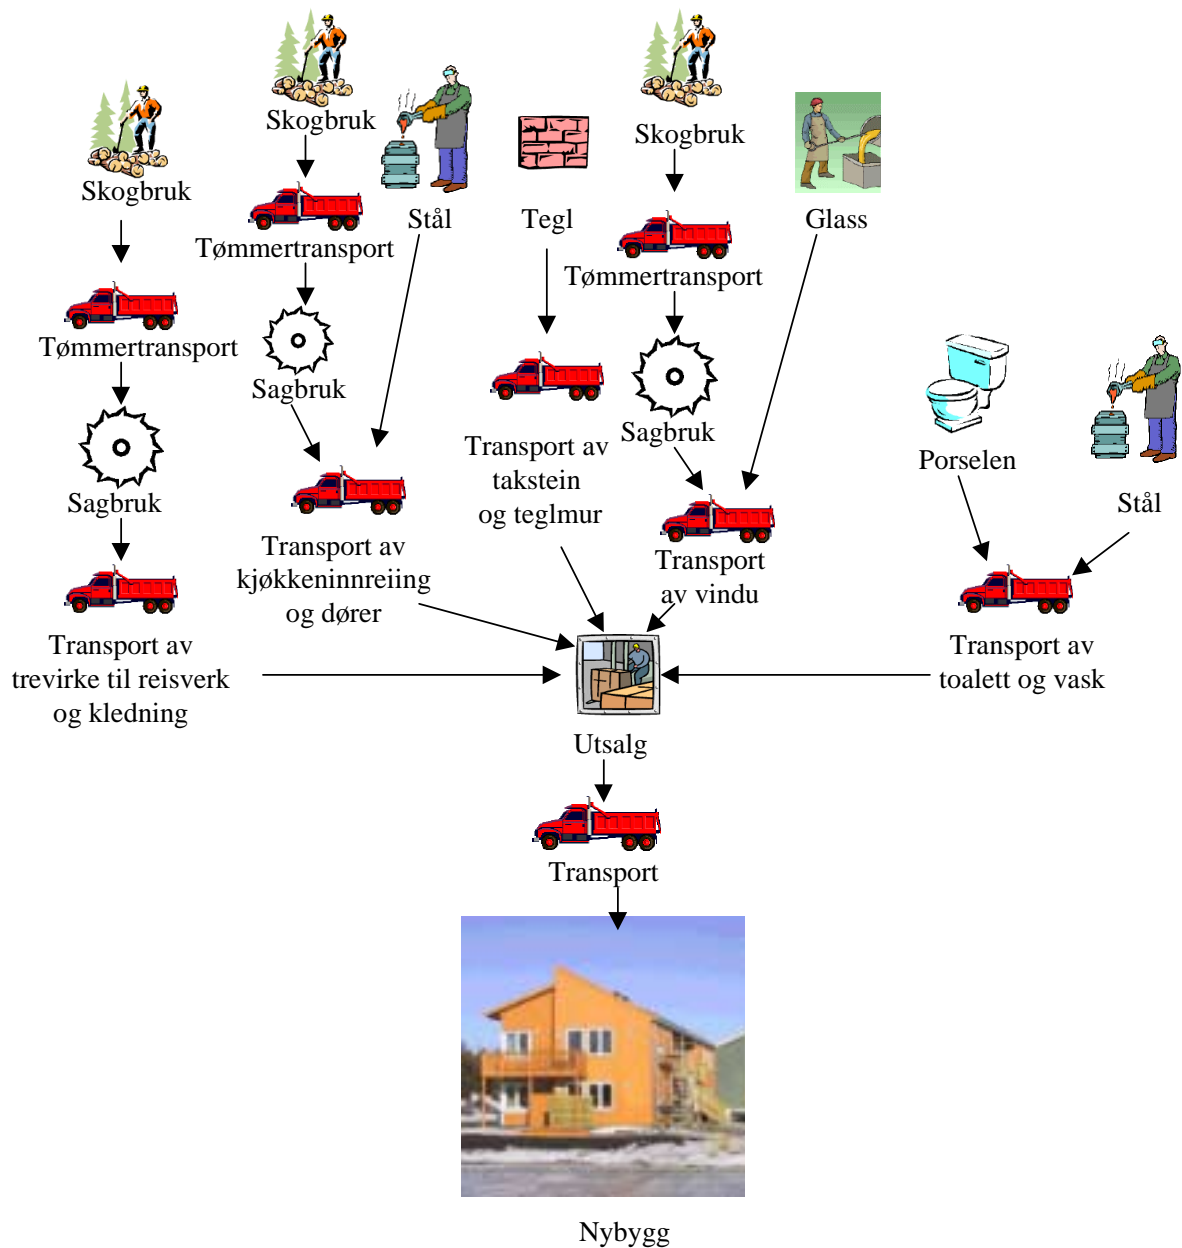 Skogbruk
Skogbruk
Skogbruk
Stål
Tegl
Glass
Tømmertransport
Tømmertransport
Tømmertransport
Sagbruk
Sagbruk
Sagbruk
Porselen
Stål
Transport av
takstein
og teglmur
Transport av
kjøkkeninnreiing
og dører
Transport
av vindu
Transport av
trevirke til reisverk
og kledning
Transport av
toalett og vask
Utsalg
Transport
Nybygg